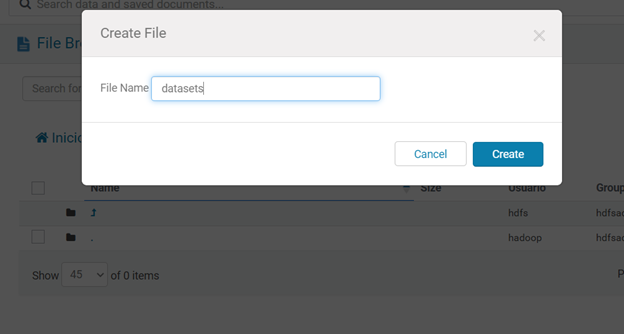 Search data and saved documents...
Create File
File Bro
File Name datasets
Search for
Inicio
Cancel Create
Name Size Usuario Group
hdfs hdfsad
. hadoop hdfsad
Show 45 of 0 items P